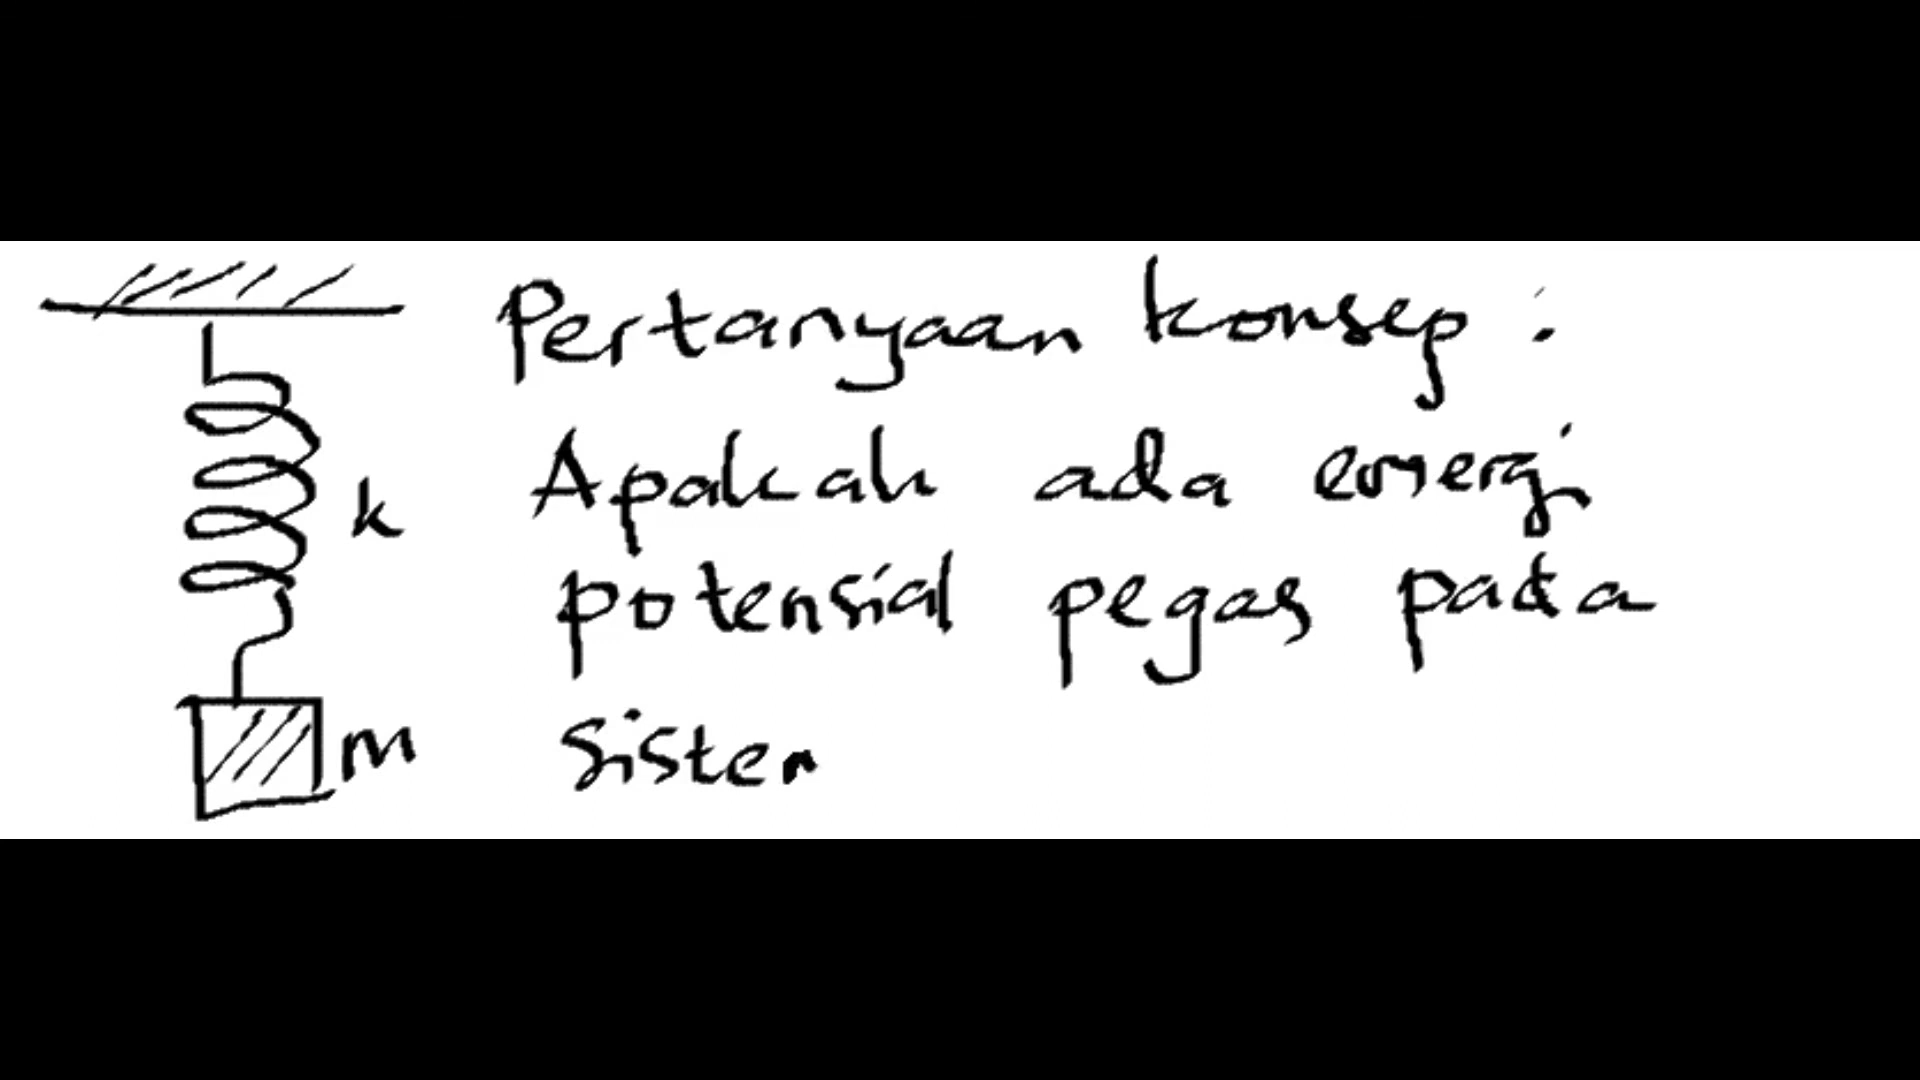 Pertanyaan konsep :
k Apakah ada energi
potensial pegas pada
m sistem